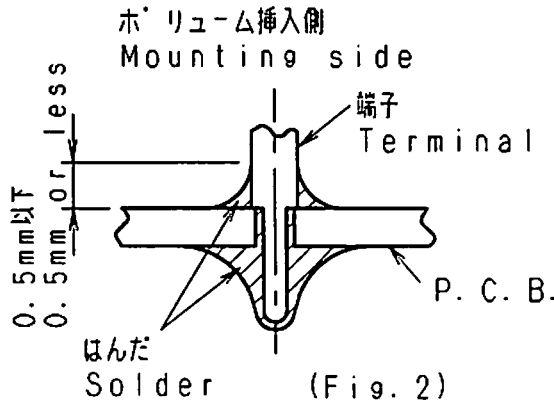 ボリューム挿入側
Mounting side
端子
Terminal
0.5mm以下
0.5mm or less
P. C. B.
はんだ
Solder
(Fig. 2)